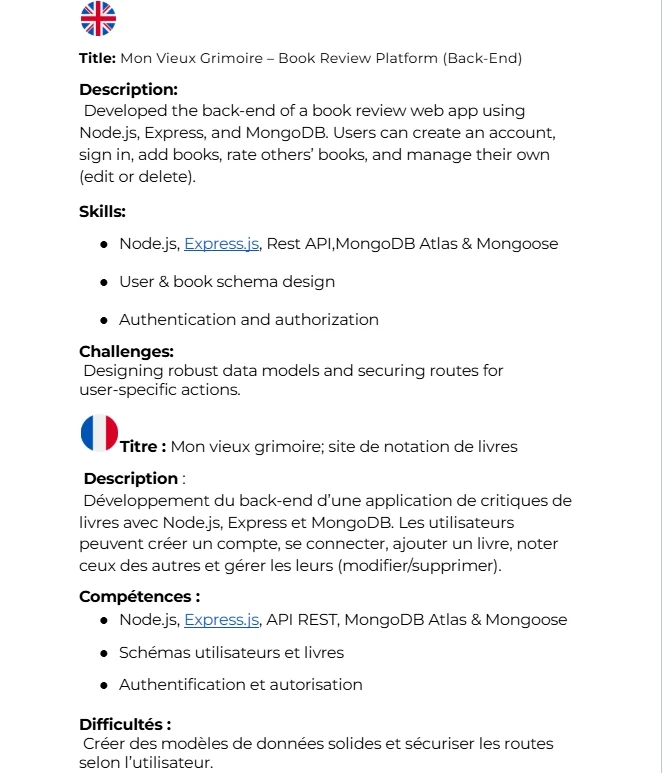 Title: Mon Vieux Grimoire – Book Review Platform (Back-End)
Description:
Developed the back-end of a book review web app using
Node.js, Express, and MongoDB. Users can create an account,
sign in, add books, rate others’ books, and manage their own
(edit or delete).
Skills:
● Node.js, Express.js, Rest API,MongoDB Atlas & Mongoose
● User & book schema design
● Authentication and authorization
Challenges:
Designing robust data models and securing routes for
user-specific actions.
Titre : Mon vieux grimoire; site de notation de livres
Description :
Développement du back-end d’une application de critiques de
livres avec Node.js, Express et MongoDB. Les utilisateurs
peuvent créer un compte, se connecter, ajouter un livre, noter
ceux des autres et gérer les leurs (modifier/supprimer).
Compétences :
● Node.js, Express.js, API REST, MongoDB Atlas & Mongoose
● Schémas utilisateurs et livres
● Authentification et autorisation
Difficultés :
Créer des modèles de données solides et sécuriser les routes
selon l’utilisateur.